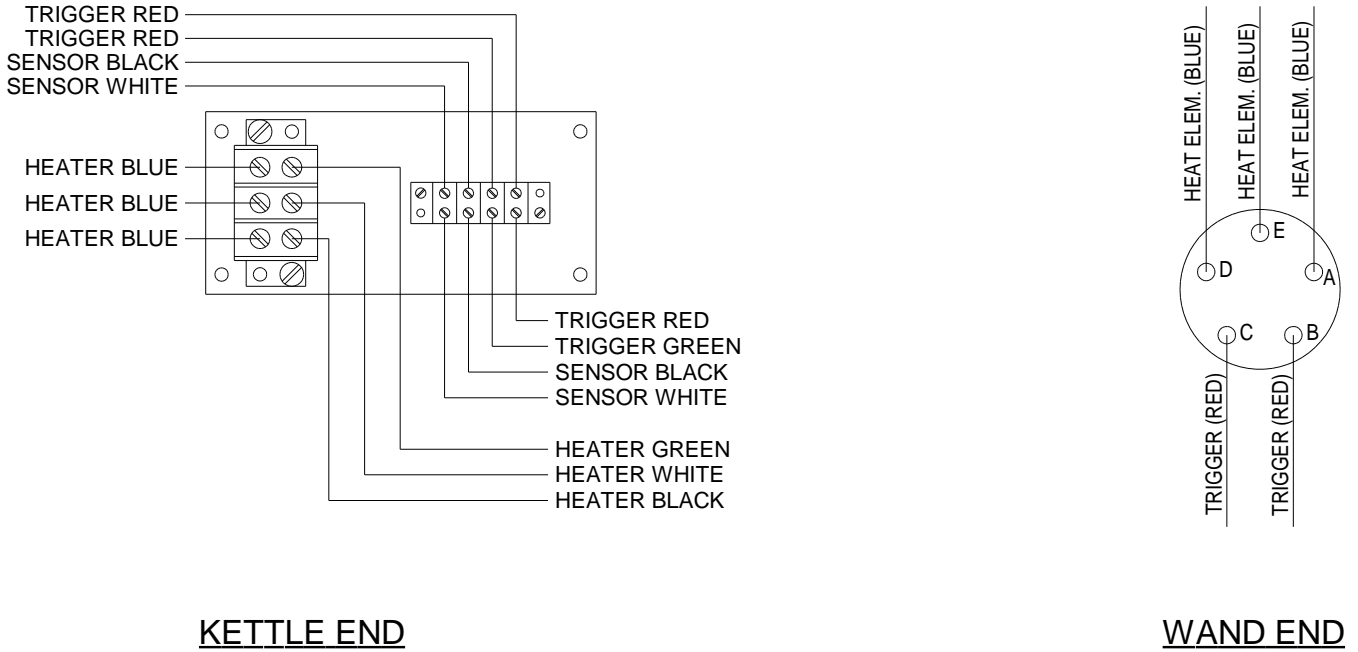 TRIGGER RED
TRIGGER RED
SENSOR BLACK
SENSOR WHITE
HEATER BLUE
HEATER BLUE
HEATER BLUE
TRIGGER RED
TRIGGER GREEN
SENSOR BLACK
SENSOR WHITE
HEATER GREEN
HEATER WHITE
HEATER BLACK
KETTLE END
HEAT ELEM. (BLUE)
HEAT ELEM. (BLUE)
HEAT ELEM. (BLUE)
E
D
A
C
B
TRIGGER (RED)
TRIGGER (RED)
WAND END